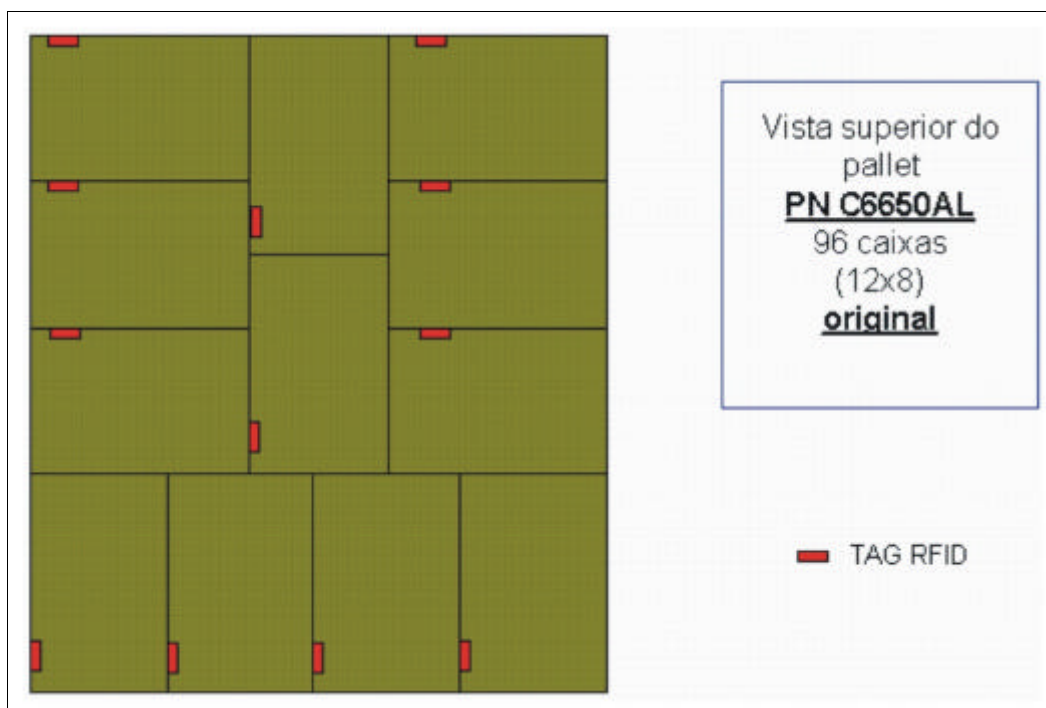 Vista superior do
pallet
PN C6650AL
96 caixas
(12x8)
original
TAG RFID